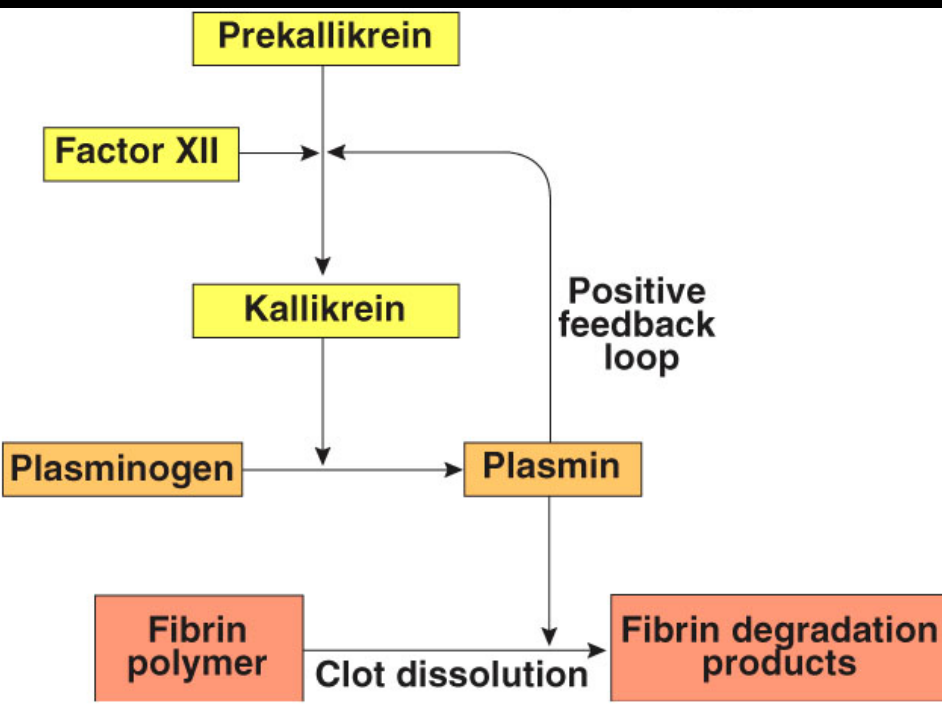 Prekallikrein
Factor XII
Kallikrein
Positive
feedback
loop
Plasminogen
Plasmin
Fibrin
polymer
Clot dissolution
Fibrin degradation
products